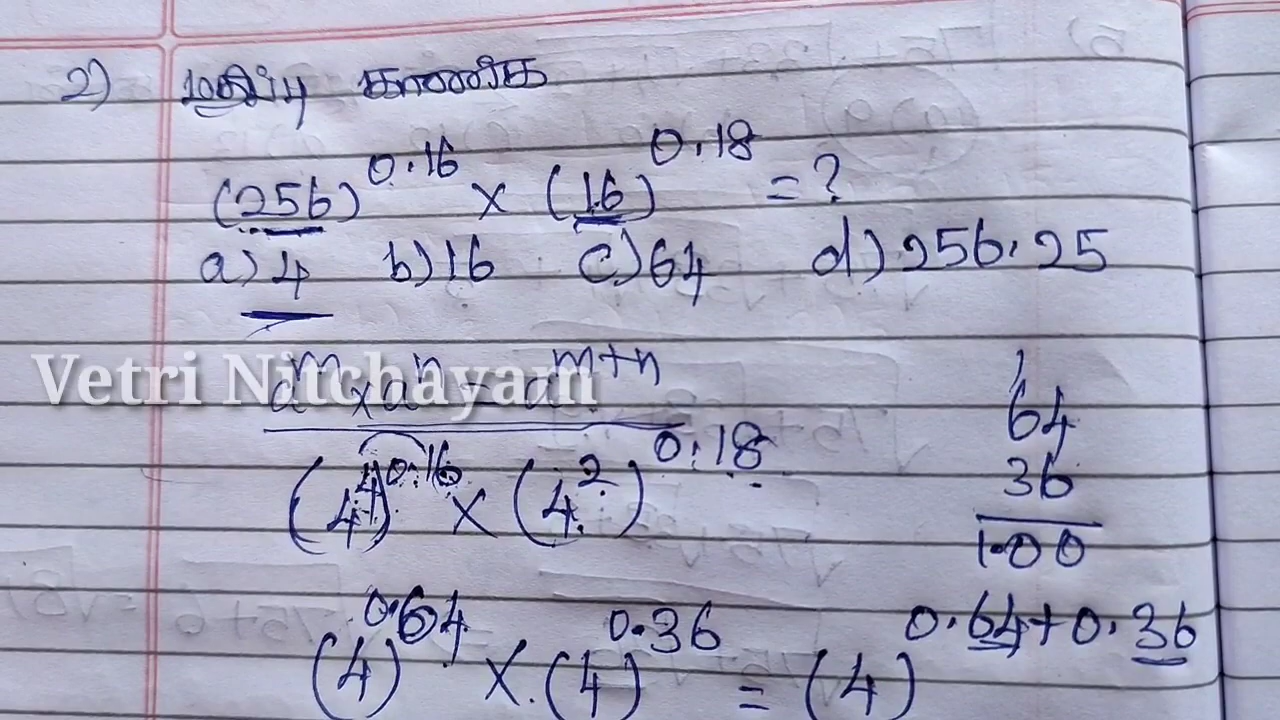 2) மதிப்பு காண்க
(256)^0.16 × (16)^0.18 = ?
a) 4 b) 16 c) 64 d) 256.25
Vetri Nitchayam
a^m × a^n = a^m+n
(4^4)^0.16 × (4^2)^0.18
1
64
36
1.00
(4)^0.64 × (4)^0.36 = (4)^0.64+0.36